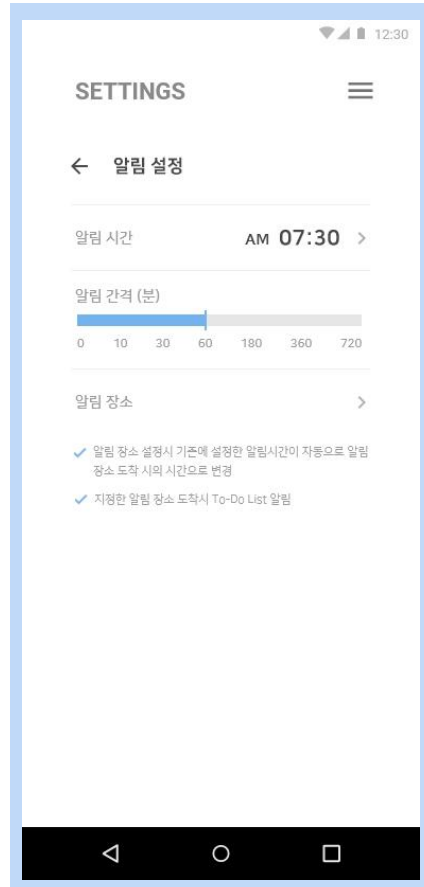 12:30
SETTINGS
알림 설정
알림 시간 AM 07:30
알림 간격 (분)
0 10 30 60 180 360 720
알림 장소
알림 장소 설정시 기존에 설정한 알림시간이 자동으로 알림
장소 도착 시의 시간으로 변경
지정한 알림 장소 도착시 To-Do List 알림